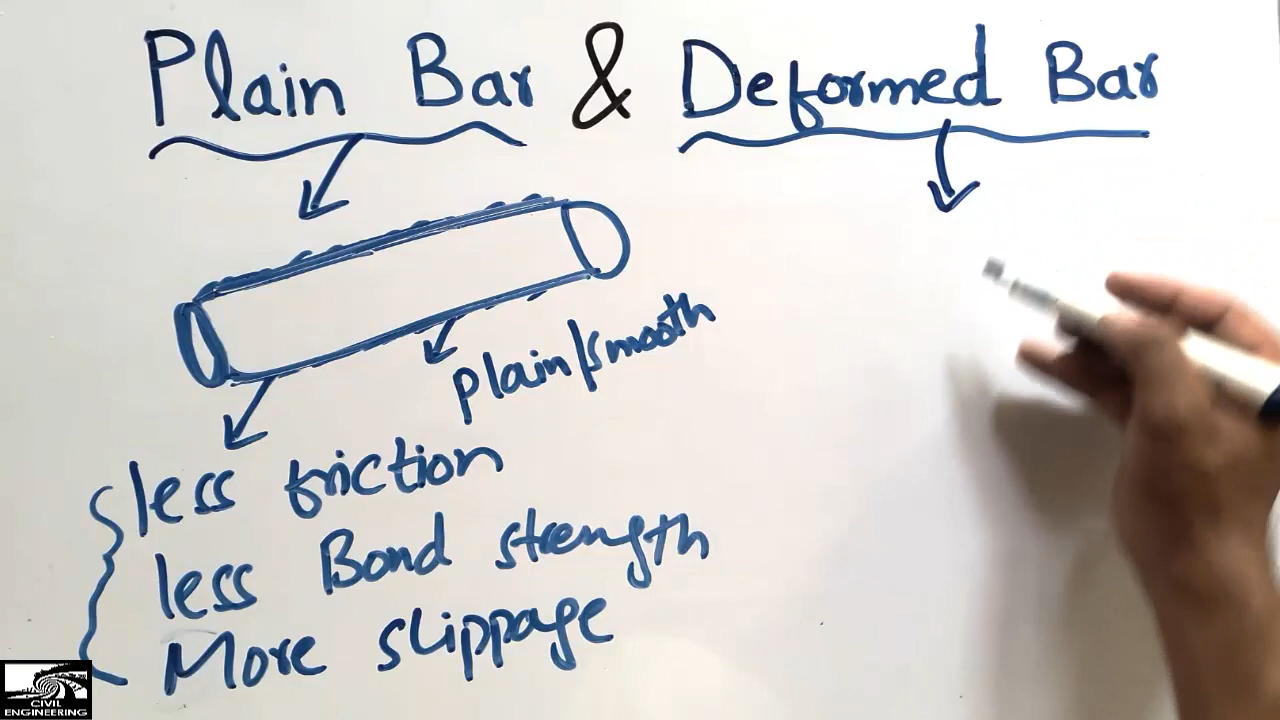 Plain Bar & Deformed Bar
plain/smooth
less friction
less Bond strength
More slippage
CIVIL
ENGINEERING